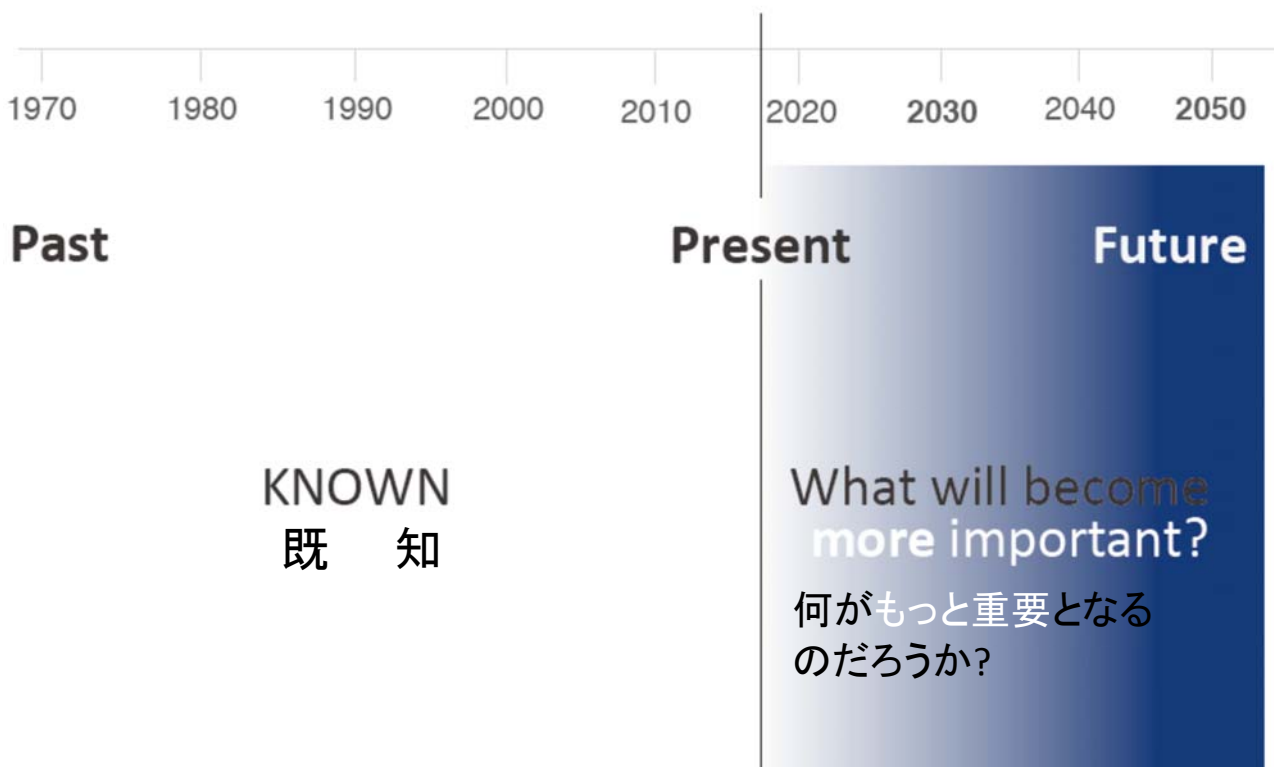 1970 1980 1990 2000 2010 2020 2030 2040 2050
Past Present Future
KNOWN
既 知
What will become
more important?
何がもっと重要となる
のだろうか?